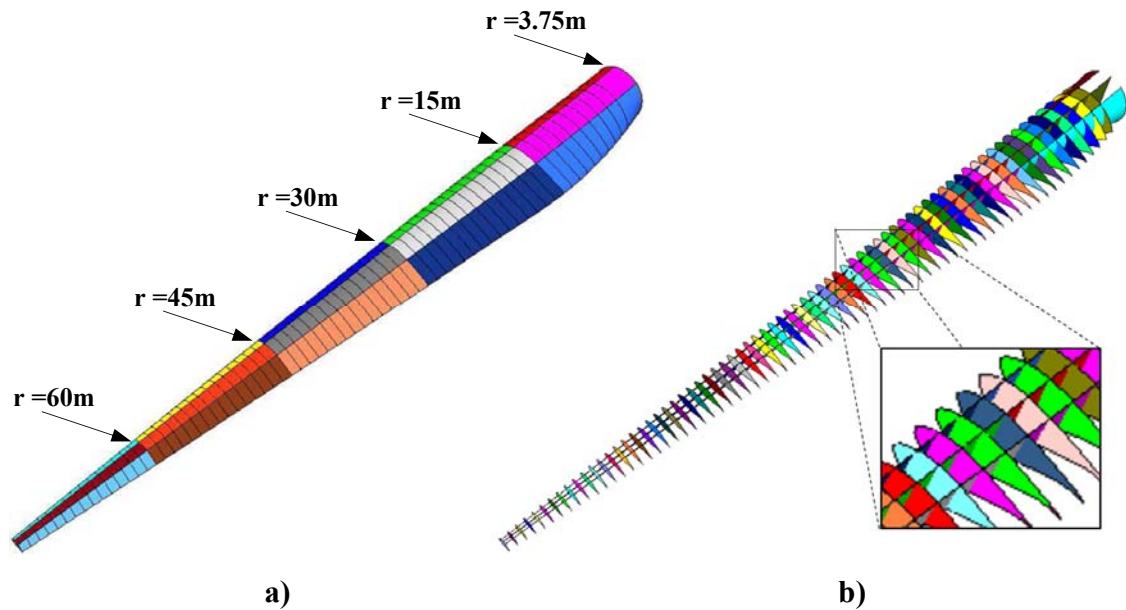 r =3.75m
r =15m
r =30m
r =45m
r =60m
a)
b)